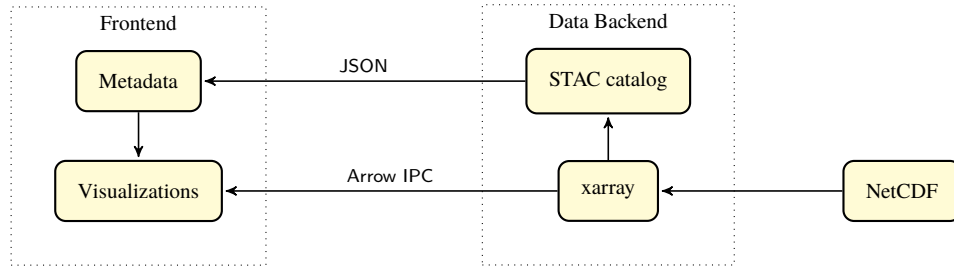 Frontend
Data Backend
Metadata
JSON
STAC catalog
Visualizations
Arrow IPC
xarray
NetCDF